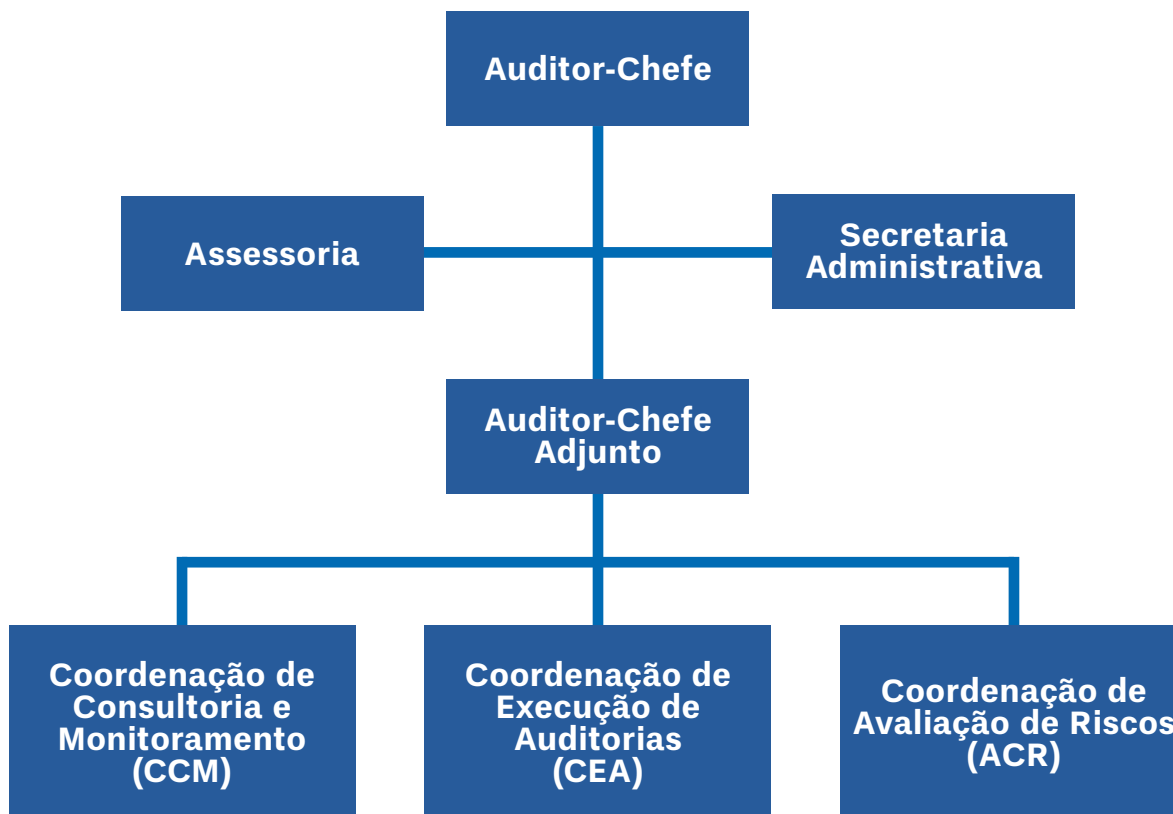 Auditor-Chefe
Assessoria
Secretaria
Administrativa
Auditor-Chefe
Adjunto
Coordenação de
Consultoria e
Monitoramento
(CCM)
Coordenação de
Execução de
Auditorias
(CEA)
Coordenação de
Avaliação de Riscos
(ACR)